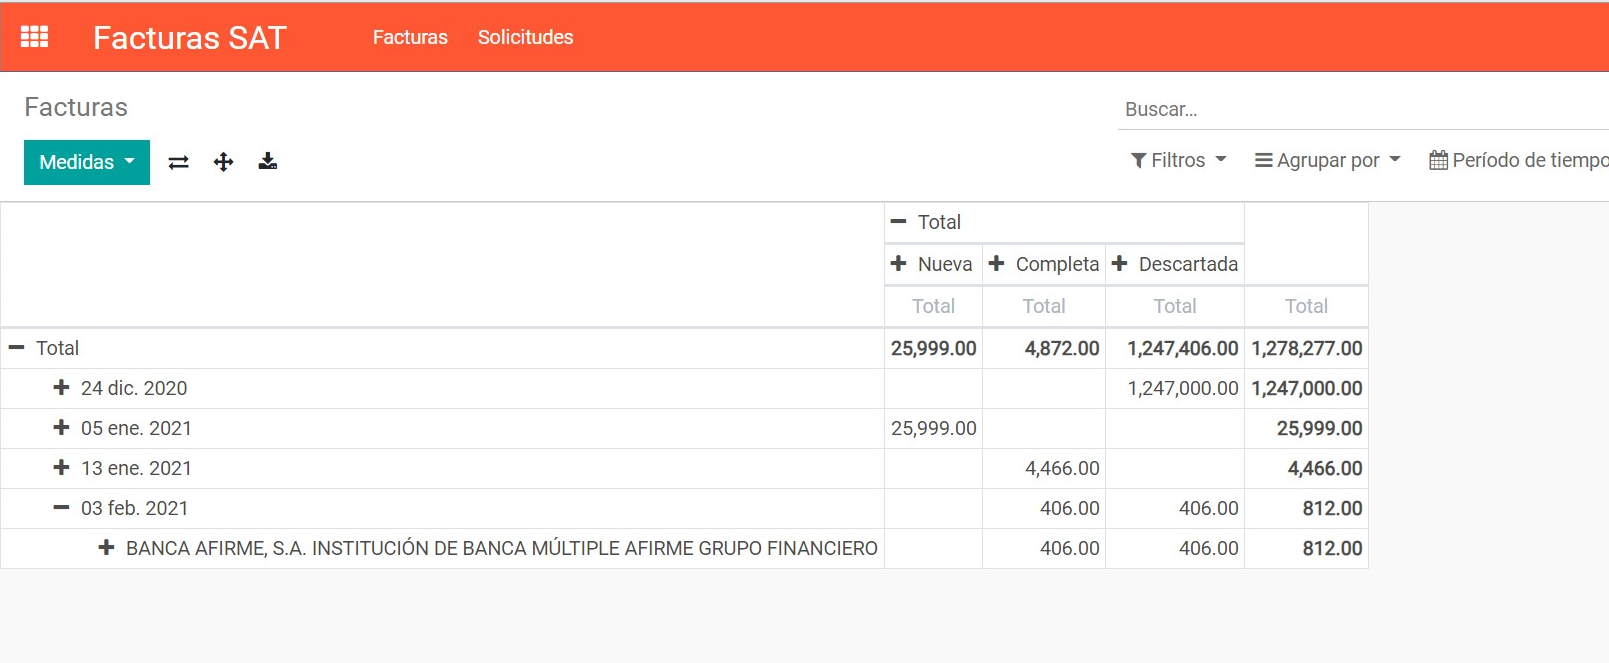 Facturas SAT Facturas Solicitudes
Facturas
Buscar...
Medidas
Filtros Agrupar por Período de tiempo
Total
Nueva Completa Descartada
Total Total Total Total
Total 25,999.00 4,872.00 1,247,406.00 1,278,277.00
24 dic. 2020 1,247,000.00 1,247,000.00
05 ene. 2021 25,999.00 25,999.00
13 ene. 2021 4,466.00 4,466.00
03 feb. 2021 406.00 406.00 812.00
BANCA AFIRME, S.A. INSTITUCIÓN DE BANCA MÚLTIPLE AFIRME GRUPO FINANCIERO 406.00 406.00 812.00